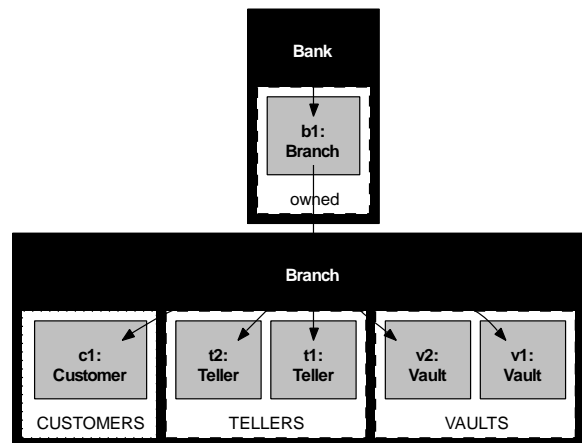 Bank
b1:
Branch
owned
Branch
c1:
Customer
t2:
Teller
t1:
Teller
v2:
Vault
v1:
Vault
CUSTOMERS
TELLERS
VAULTS